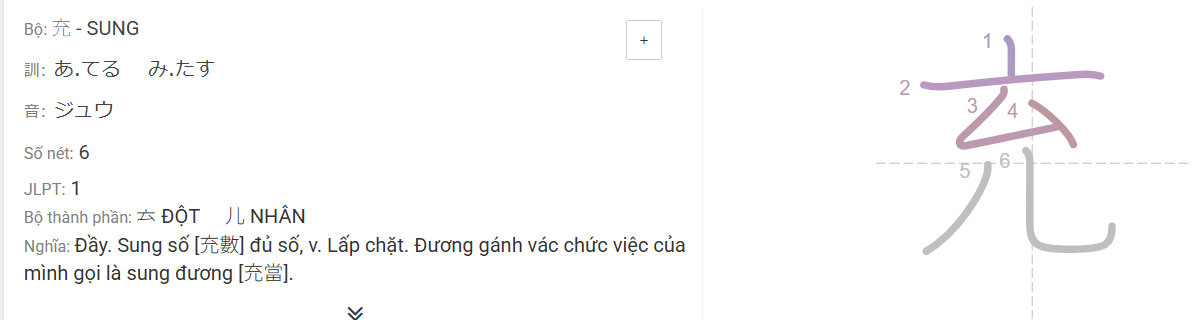 Bộ: 充 - SUNG
+
訓: あ.てる み.たす
音: ジュウ
Số nét: 6
JLPT: 1
Bộ thành phần: 𠫓 ĐỘT 儿 NHÂN
Nghĩa: Đầy. Sung số [充數] đủ số, v. Lấp chặt. Đương gánh vác chức việc của
mình gọi là sung đương [充當].
充
1
2
3
4
5
6